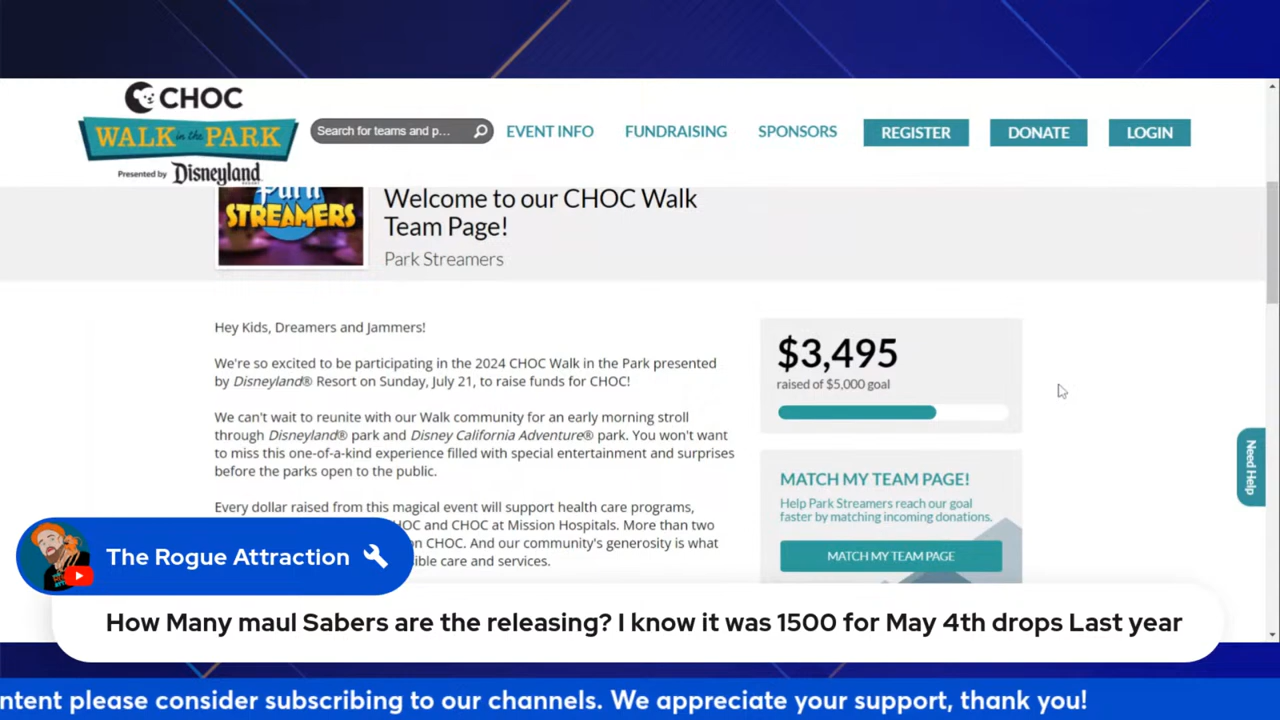 CHOC
WALK in the PARK
Presented by Disneyland
RESORT
Search for teams and p...
EVENT INFO
FUNDRAISING
SPONSORS
REGISTER
DONATE
LOGIN
Park
STREAMERS
Welcome to our CHOC Walk
Team Page!
Park Streamers
Hey Kids, Dreamers and Jammers!
We're so excited to be participating in the 2024 CHOC Walk in the Park presented
by Disneyland® Resort on Sunday, July 21, to raise funds for CHOC!
We can't wait to reunite with our Walk community for an early morning stroll
through Disneyland® park and Disney California Adventure® park. You won't want
to miss this one-of-a-kind experience filled with special entertainment and surprises
before the parks open to the public.
Every dollar raised from this magical event will support health care programs,
HOC and CHOC at Mission Hospitals. More than two
on CHOC. And our community's generosity is what
ible care and services.
$3,495
raised of $5,000 goal
MATCH MY TEAM PAGE!
Help Park Streamers reach our goal
faster by matching incoming donations.
MATCH MY TEAM PAGE
Need Help
The Rogue Attraction
How Many maul Sabers are the releasing? I know it was 1500 for May 4th drops Last year
ntent please consider subscribing to our channels. We appreciate your support, thank you!